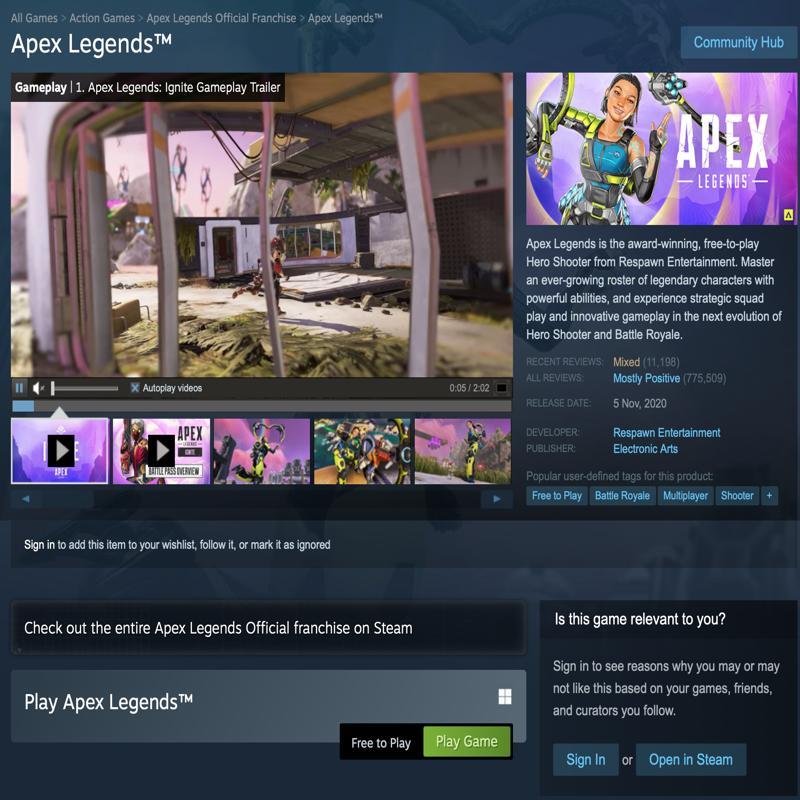 All Games > Action Games > Apex Legends Official Franchise > Apex Legends™
Apex Legends™
Community Hub
Gameplay | 1. Apex Legends: Ignite Gameplay Trailer
APEX
LEGENDS
Apex Legends is the award-winning, free-to-play
Hero Shooter from Respawn Entertainment. Master
an ever-growing roster of legendary characters with
powerful abilities, and experience strategic squad
play and innovative gameplay in the next evolution of
Hero Shooter and Battle Royale.
RECENT REVIEWS: Mixed (11,198)
ALL REVIEWS: Mostly Positive (775,509)
RELEASE DATE: 5 Nov, 2020
DEVELOPER: Respawn Entertainment
PUBLISHER: Electronic Arts
Popular user-defined tags for this product:
Free to Play Battle Royale Multiplayer Shooter +
Autoplay videos 0:05 / 2:02
APEX
APEX
LEGENDS
IGNITE
BATTLE PASS OVERVIEW
Sign in to add this item to your wishlist, follow it, or mark it as ignored
Check out the entire Apex Legends Official franchise on Steam
Play Apex Legends™
Free to Play Play Game
Is this game relevant to you?
Sign in to see reasons why you may or may
not like this based on your games, friends,
and curators you follow.
Sign In or Open in Steam